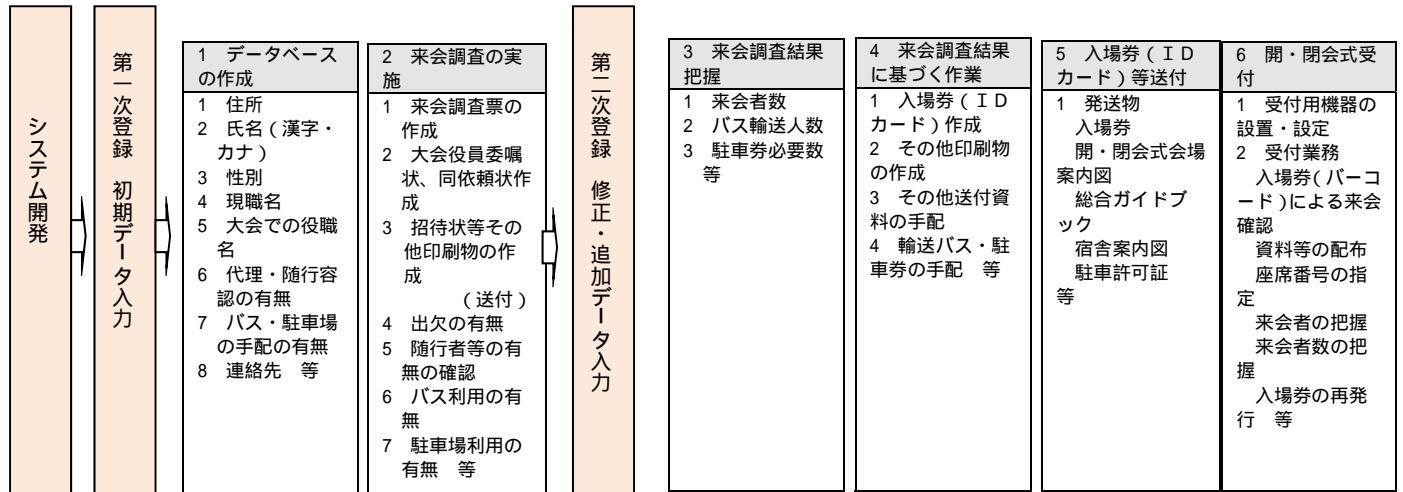 システム開発
第一次登録　初期データ入力
1　データベース
の作成
1　住所
2　氏名（漢字・
カナ）
3　性別
4　現職名
5　大会での役職
名
6　代理・随行容
認の有無
7　バス・駐車場
の手配の有無
8　連絡先　等
2　来会調査の実
施
1　来会調査票の
作成
2　大会役員委嘱
状、同依頼状作
成
3　招待状等その
他印刷物の作
成
（送付）
4　出欠の有無
5　随行者等の有
無の確認
6　バス利用の有
無
7　駐車場利用の
有無　等
第二次登録　修正・追加データ入力
3　来会調査結果
把握
1　来会者数
2　バス輸送人数
3　駐車券必要数
等
4　来会調査結果
に基づく作業
1　入場券（ＩＤ
カード）作成
2　その他印刷物
の作成
3　その他送付資
料の手配
4　輸送バス・駐
車券の手配　等
5　入場券（ＩＤ
カード）等送付
1　発送物
入場券
開・閉会式会場
案内図
総合ガイドブ
ック
宿舎案内図
駐車許可証
等
6　開・閉会式受
付
1　受付用機器の
設置・設定
2　受付業務
入場券（バーコ
ード）による来会
確認
資料等の配布
座席番号の指
定
来会者の把握
来会者数の把
握
入場券の再発
行　等